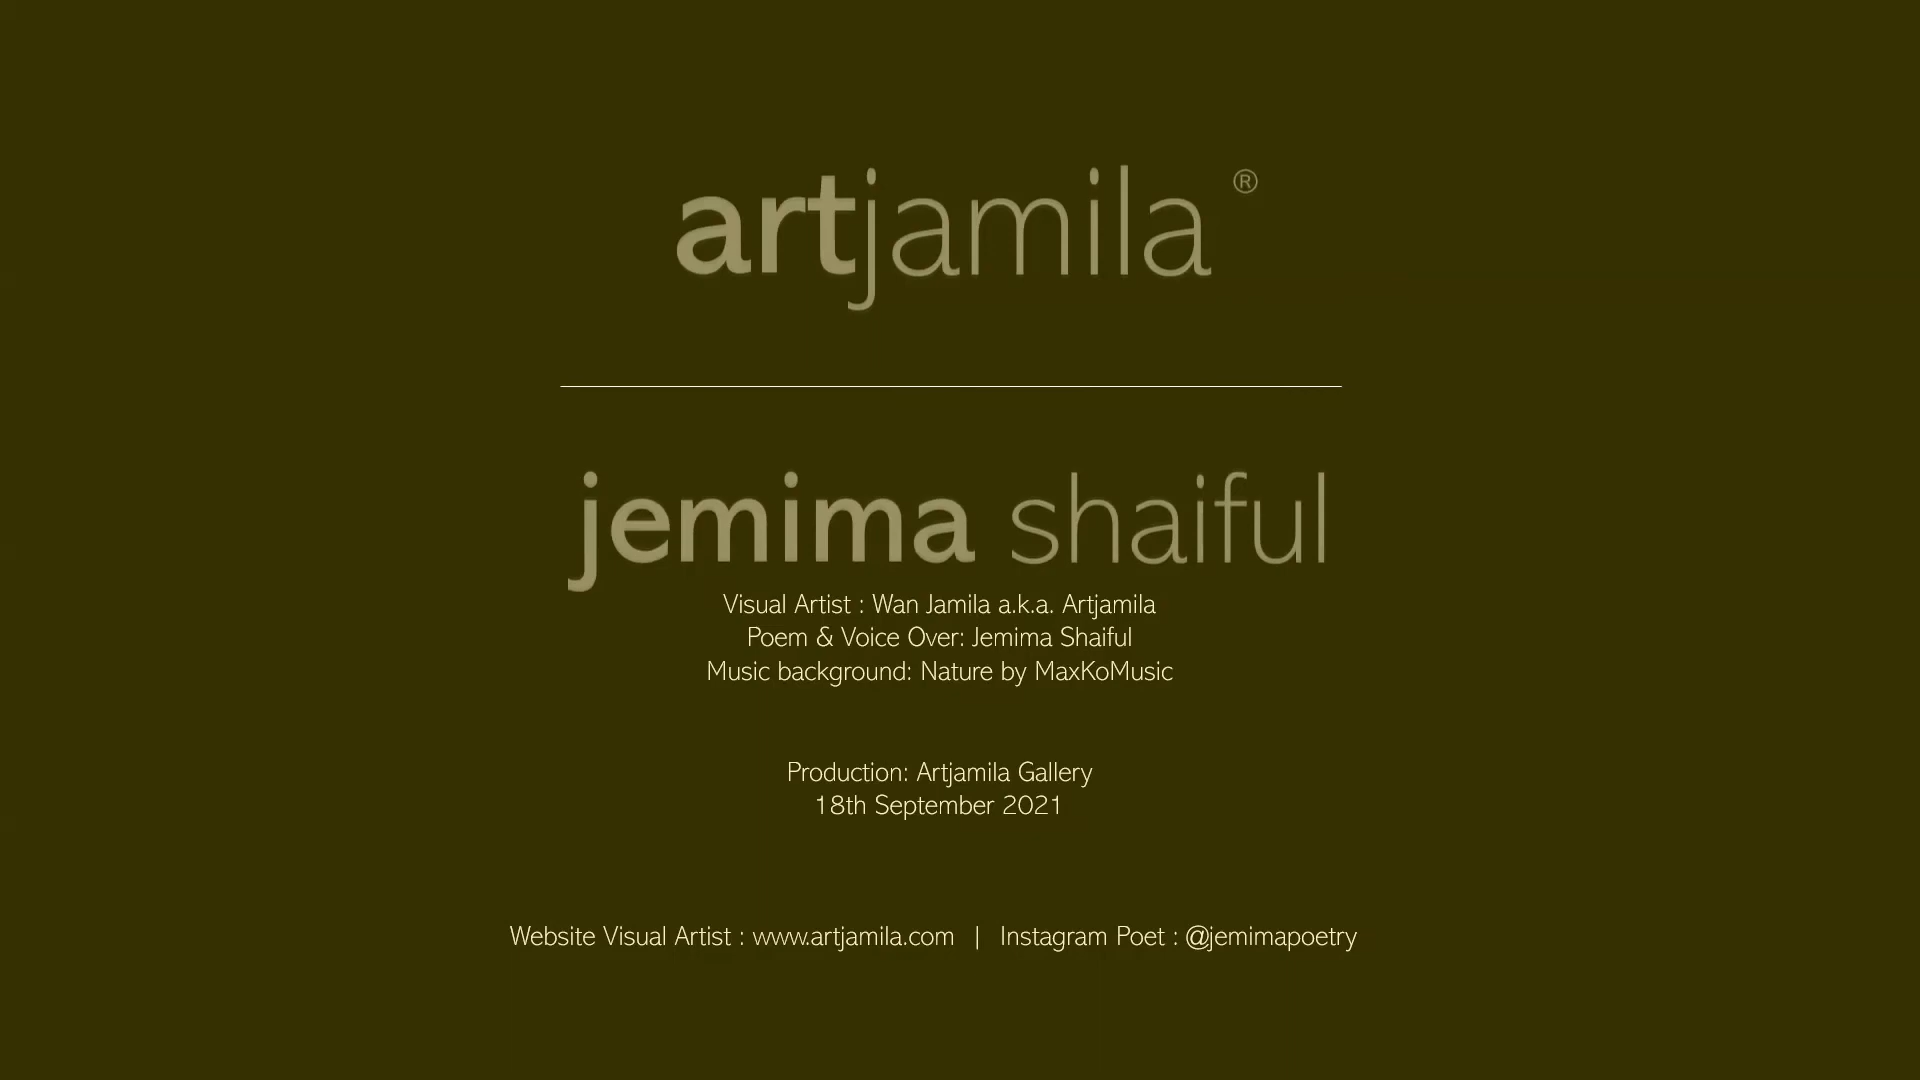 artjamila ®
jemima shaiful
Visual Artist : Wan Jamila a.k.a. Artjamila
Poem & Voice Over: Jemima Shaiful
Music background: Nature by MaxKoMusic
Production: Artjamila Gallery
18th September 2021
Website Visual Artist : www.artjamila.com | Instagram Poet : @jemimapoetry